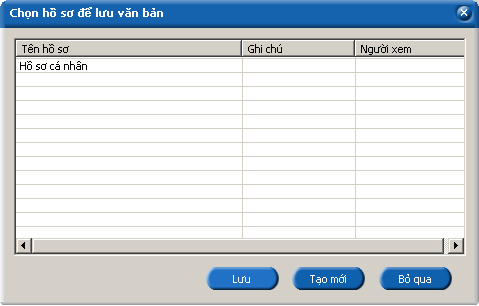 Chọn hồ sơ để lưu văn bản
Tên hồ sơ Ghi chú Người xem
Hồ sơ cá nhân
Lưu Tạo mới Bỏ qua